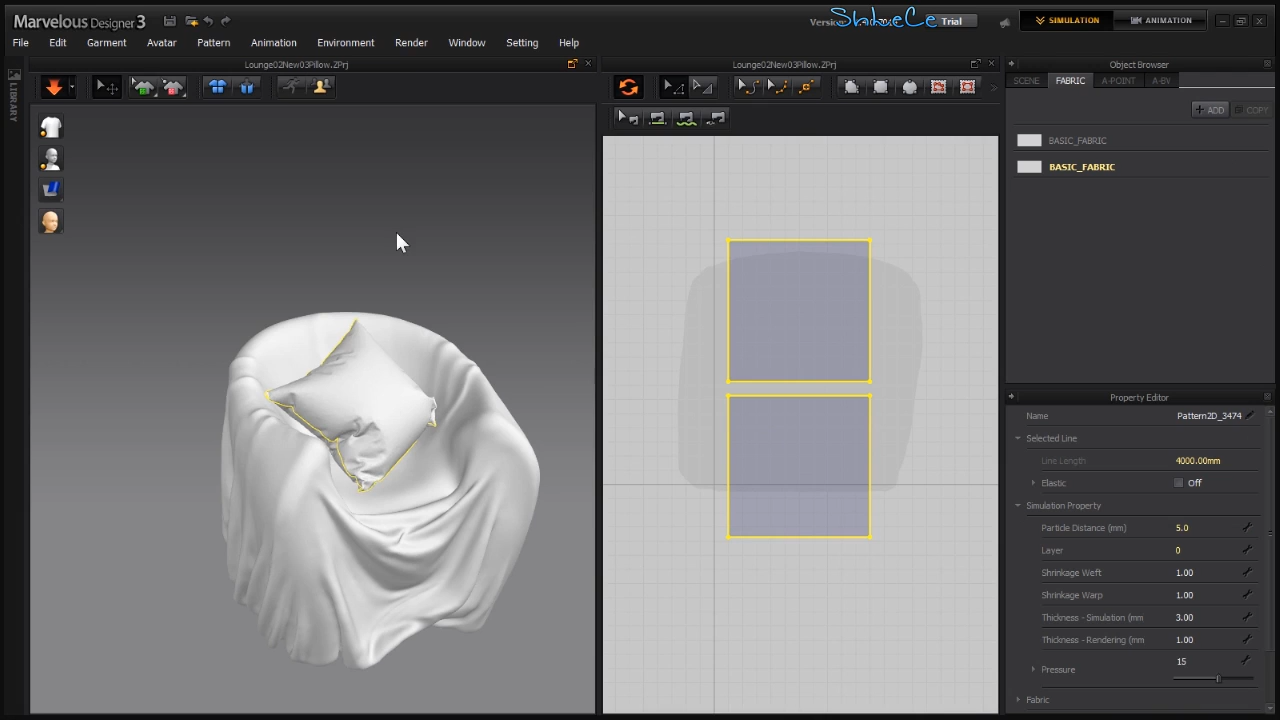 Marvelous Designer 3
Version
ShbeCe
Trial
SIMULATION
ANIMATION
File Edit Garment Avatar Pattern Animation Environment Render Window Setting Help
LIBRARY
Lounge02New03Pillow.ZPrj
Lounge02New03Pillow.ZPrj
Object Browser
SCENE FABRIC A-POINT A-BV
+ ADD COPY
BASIC_FABRIC
BASIC_FABRIC
Property Editor
Name Pattern2D_3474
Selected Line
Line Length 4000.00mm
Elastic Off
Simulation Property
Particle Distance (mm) 5.0
Layer 0
Shrinkage Weft 1.00
Shrinkage Warp 1.00
Thickness - Simulation (mm 3.00
Thickness - Rendering (mm 1.00
Pressure 15
Fabric